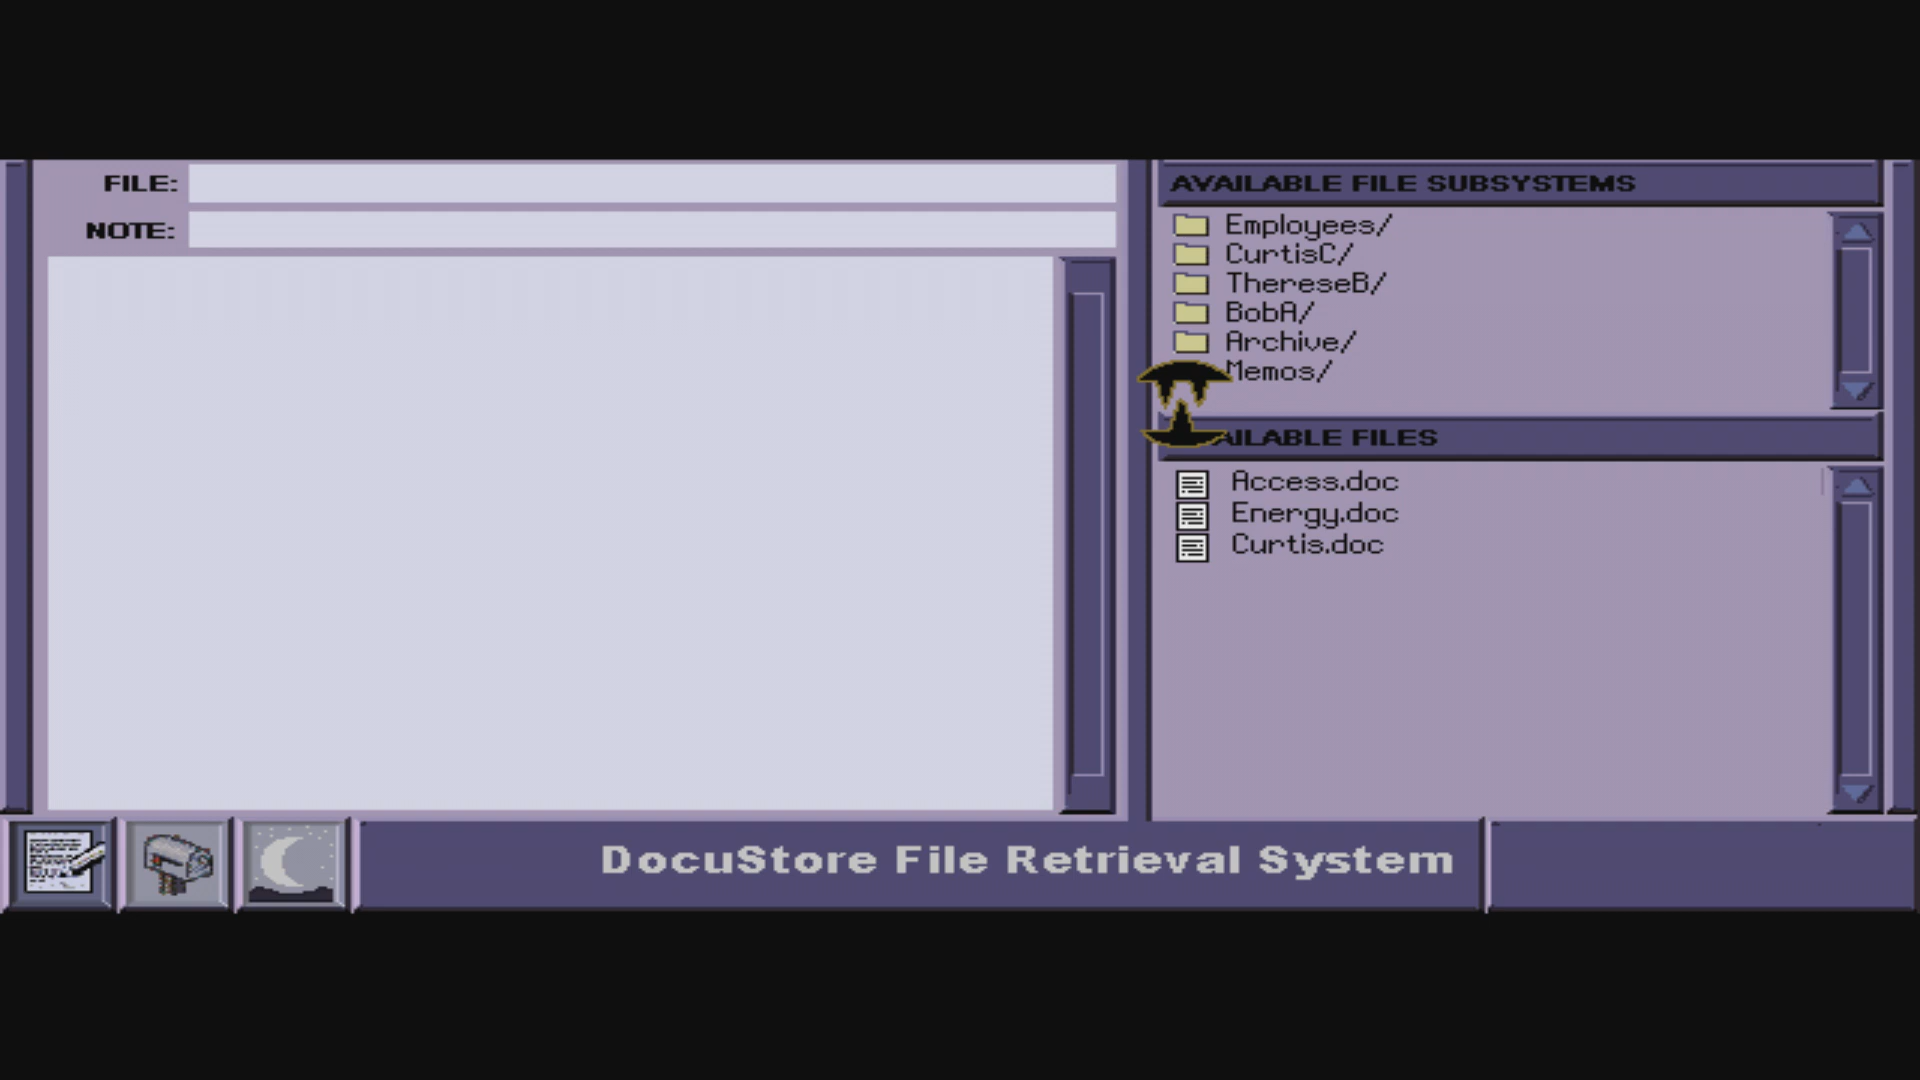 FILE:
NOTE:
AVAILABLE FILE SUBSYSTEMS
Employees/
CurtisC/
ThereseB/
BobA/
Archive/
Memos/
AILABLE FILES
Access.doc
Energy.doc
Curtis.doc
DocuStore File Retrieval System